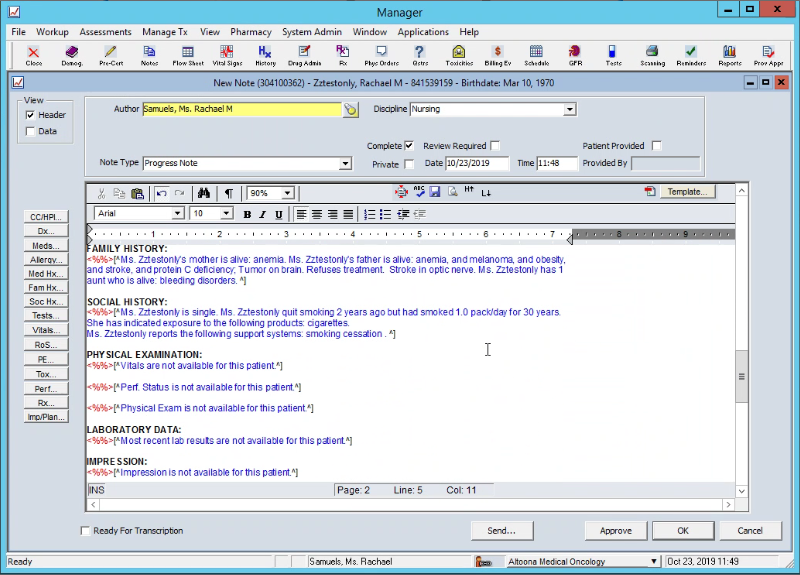 Manager
File Workup Assessments Manage Tx View Pharmacy System Admin Window Applications Help
Close Demog. Pre-Cert Notes Flow Sheet Vital Signs History Drug Admin Rx Phys Orders Qstrs Toxicities Billing Ev Schedule GFR Tests Scanning Reminders Reports Prov Apprv
New Note (304100362) - Zztestonly, Rachael M - 841539159 - Birthdate: Mar 10, 1970
View
Header
Data
Author Samuels, Ms. Rachael M Discipline Nursing
Complete Review Required Patient Provided
Note Type Progress Note Private Date 10/23/2019 Time 11:48 Provided By
90% ABC Template...
Arial 10 B I U
1 2 3 4 5 6 7 8 9
CC/HPI...
Dx...
Meds...
Allergy...
Med Hx...
Fam Hx...
Soc Hx...
Tests...
Vitals...
RoS...
PE...
Tox...
Perf...
Rx...
Imp/Plan...
FAMILY HISTORY:
<%%>[^Ms. Zztestonly's mother is alive: anemia. Ms. Zztestonly's father is alive: anemia, and melanoma, and obesity,
and stroke, and protein C deficiency; Tumor on brain. Refuses treatment. Stroke in optic nerve. Ms. Zztestonly has 1
aunt who is alive: bleeding disorders. ^]
SOCIAL HISTORY:
<%%>[^Ms. Zztestonly is single. Ms. Zztestonly quit smoking 2 years ago but had smoked 1.0 pack/day for 30 years.
She has indicated exposure to the following products: cigarettes.
Ms. Zztestonly reports the following support systems: smoking cessation . ^]
PHYSICAL EXAMINATION:
<%%>[^Vitals are not available for this patient.^]
<%%>[^Perf. Status is not available for this patient.^]
<%%>[^Physical Exam is not available for this patient.^]
LABORATORY DATA:
<%%>[^Most recent lab results are not available for this patient.^]
IMPRESSION:
<%%>[^Impression is not available for this patient.^]
INS Page: 2 Line: 5 Col: 11
Ready For Transcription Send... Approve OK Cancel
Ready Samuels, Ms. Rachael Altoona Medical Oncology Oct 23, 2019 11:49